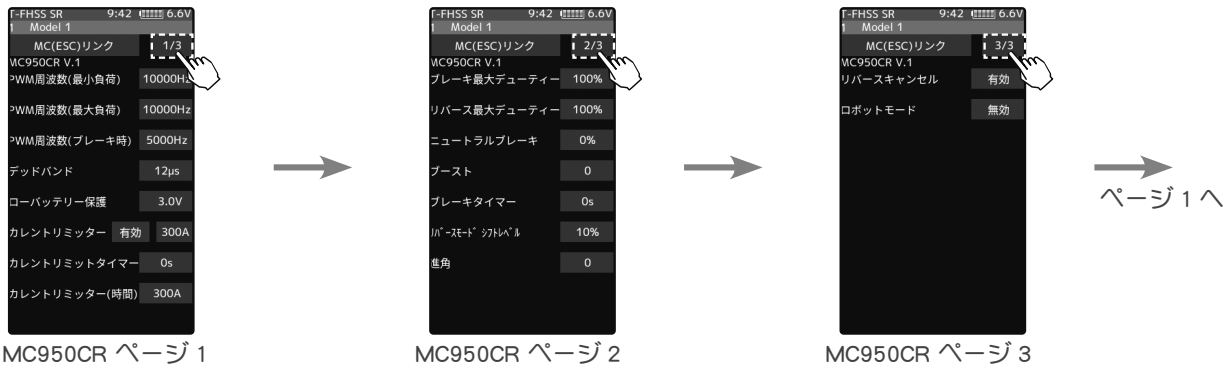 T-FHSS SR 9:42 6.6V
1 Model 1
MC(ESC)リンク 1/3
MC950CR V.1
PWM周波数(最小負荷) 10000Hz
PWM周波数(最大負荷) 10000Hz
PWM周波数(ブレーキ時) 5000Hz
デッドバンド 12μs
ローバッテリー保護 3.0V
カレントリミッター 有効 300A
カレントリミットタイマー 0s
カレントリミッター(時間) 300A
MC950CR ページ 1
T-FHSS SR 9:42 6.6V
1 Model 1
MC(ESC)リンク 2/3
MC950CR V.1
ブレーキ最大デューティー 100%
リバース最大デューティー 100%
ニュートラルブレーキ 0%
ブースト 0
ブレーキタイマー 0s
リバースモード シフトレベル 10%
進角 0
MC950CR ページ 2
T-FHSS SR 9:42 6.6V
1 Model 1
MC(ESC)リンク 3/3
MC950CR V.1
リバースキャンセル 有効
ロボットモード 無効
MC950CR ページ 3
ページ 1 へ